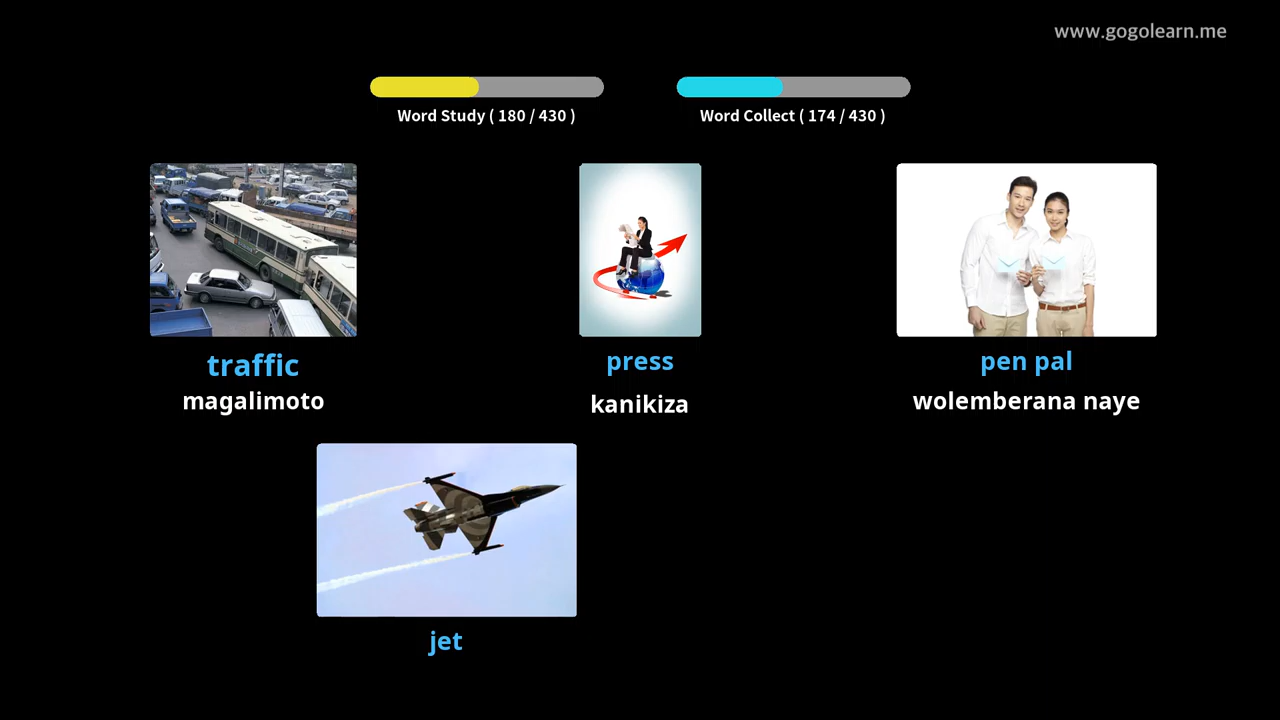 www.gogolearn.me
Word Study ( 180 / 430 )
Word Collect ( 174 / 430 )
traffic
magalimoto
press
kanikiza
pen pal
wolemberana naye
jet